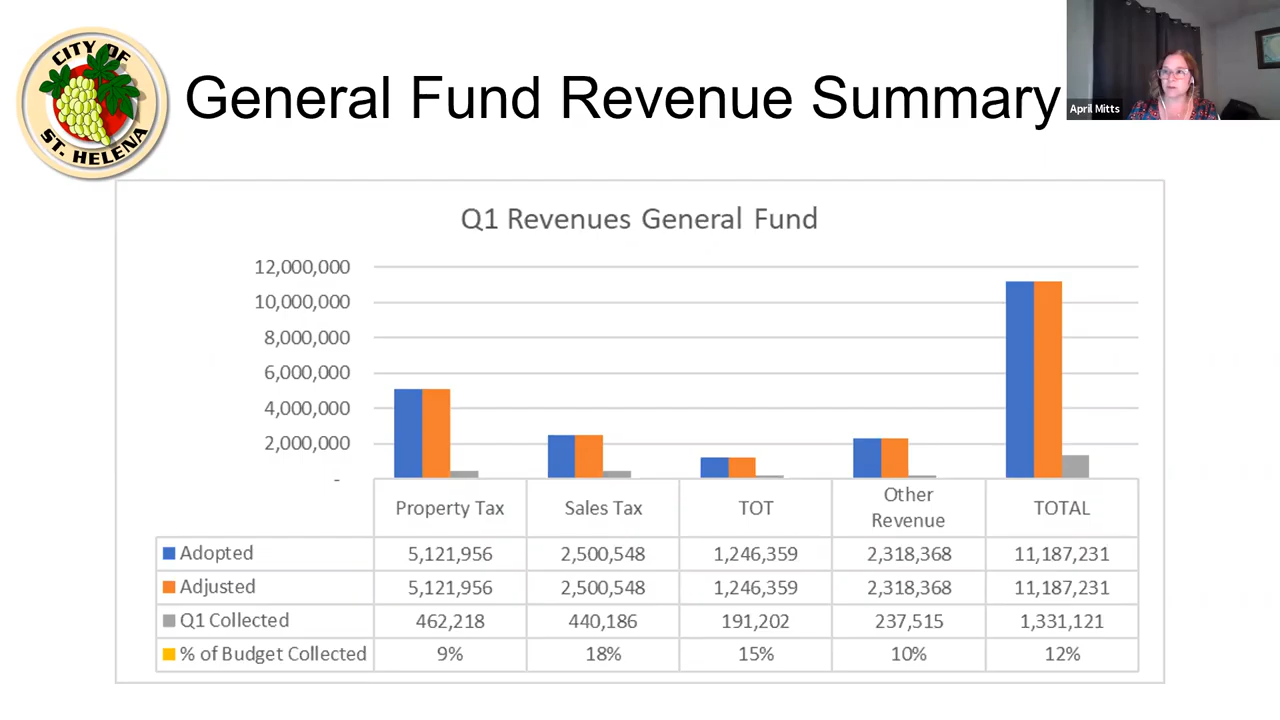 CITY OF
ST. HELENA
General Fund Revenue Summary
April Mitts
Q1 Revenues General Fund
12,000,000
10,000,000
8,000,000
6,000,000
4,000,000
2,000,000
-
Property Tax Sales Tax TOT Other Revenue TOTAL
Adopted 5,121,956 2,500,548 1,246,359 2,318,368 11,187,231
Adjusted 5,121,956 2,500,548 1,246,359 2,318,368 11,187,231
Q1 Collected 462,218 440,186 191,202 237,515 1,331,121
% of Budget Collected 9% 18% 15% 10% 12%